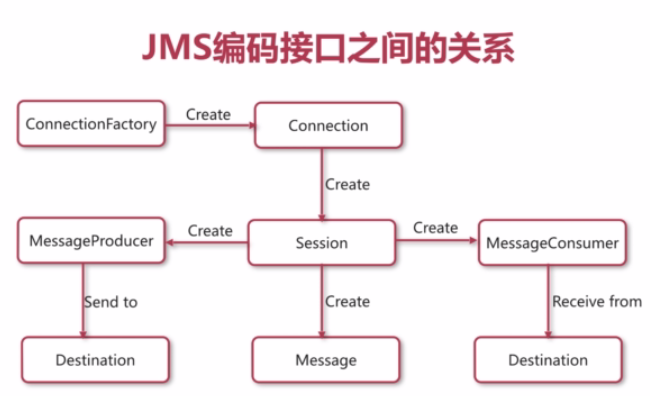 JMS编码接口之间的关系
ConnectionFactory
Create
Connection
Create
MessageProducer
Create
Session
Create
MessageConsumer
Send to
Create
Receive from
Destination
Message
Destination